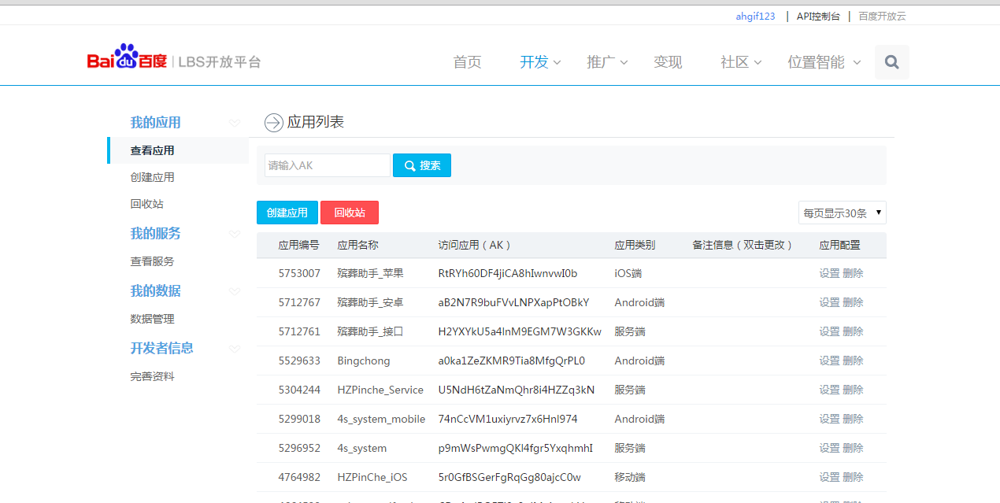 ahgif123 | API控制台 | 百度开放云
Bai du 百度 | LBS开放平台
首页 开发 推广 变现 社区 位置智能
我的应用
查看应用
创建应用
回收站
我的服务
查看服务
我的数据
数据管理
开发者信息
完善资料
应用列表
请输入AK 搜索
创建应用 回收站 每页显示30条
应用编号 应用名称 访问应用（AK） 应用类别 备注信息（双击更改） 应用配置
5753007 殡葬助手_苹果 RtRYh60DF4jiCA8hIwnvwI0b iOS端 设置 删除
5712767 殡葬助手_安卓 aB2N7R9buFVvLNPXapPtOBkY Android端 设置 删除
5712761 殡葬助手_接口 H2YXYkU5a4lnM9EGM7W3GKKw 服务端 设置 删除
5529633 Bingchong a0ka1ZeZKMR9Tia8MfgQrPL0 Android端 设置 删除
5304244 HZPinche_Service U5NdH6tZaNmQhr8i4HZZq3kN 服务端 设置 删除
5299018 4s_system_mobile 74nCcVM1uxiyrvz7x6Hnl974 Android端 设置 删除
5296952 4s_system p9mWsPwmgQKl4fgr5YxqhmhI 服务端 设置 删除
4764982 HZPinChe_iOS 5r0GfBSGerFgRqGg80ajcC0w 移动端 设置 删除